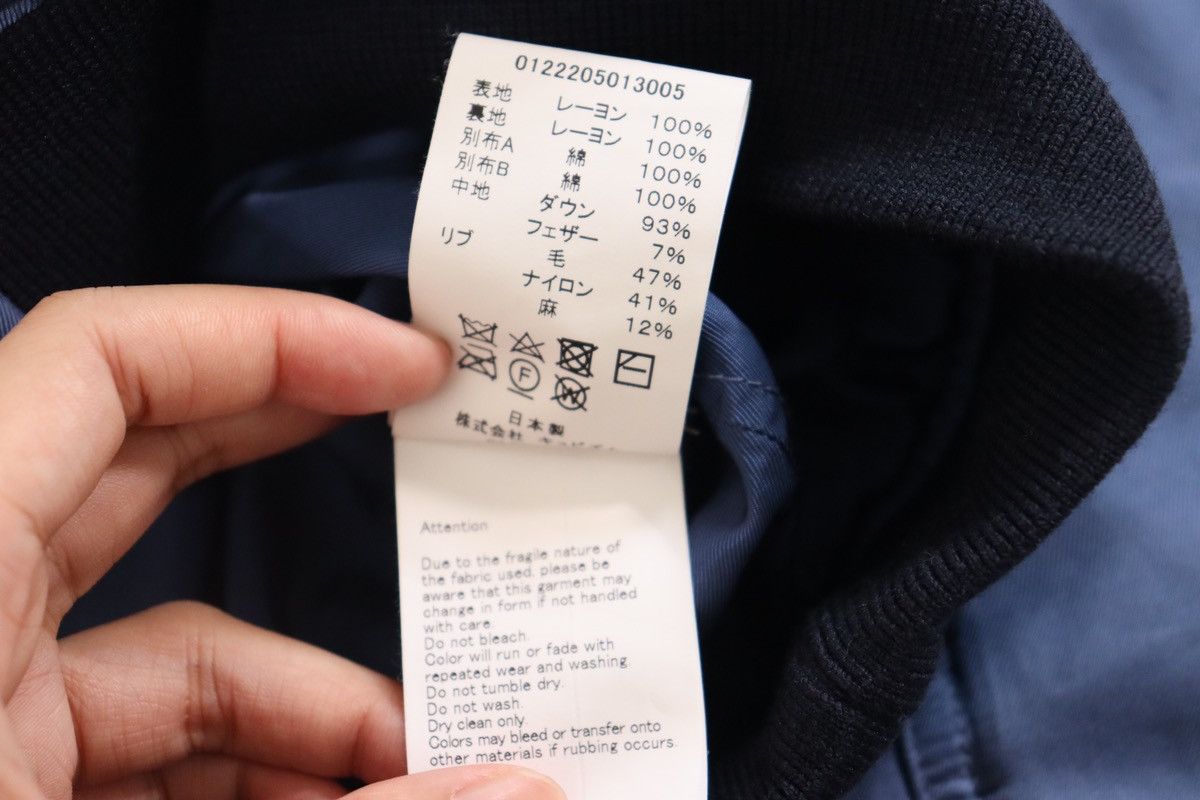 0122205013005
表地 レーヨン 100%
裏地 レーヨン 100%
別布A 綿 100%
別布B 綿 100%
中地 ダウン 93%
フェザー 7%
リブ 毛 47%
ナイロン 41%
麻 12%
F
W
日本製
株式会社
Attention
Due to the fragile nature of
the fabric used, please be
aware that this garment may
change in form if not handled
with care.
Do not bleach.
Color will run or fade with
repeated wear and washing.
Do not tumble dry.
Do not wash.
Dry clean only.
Colors may bleed or transfer onto
other materials if rubbing occurs.